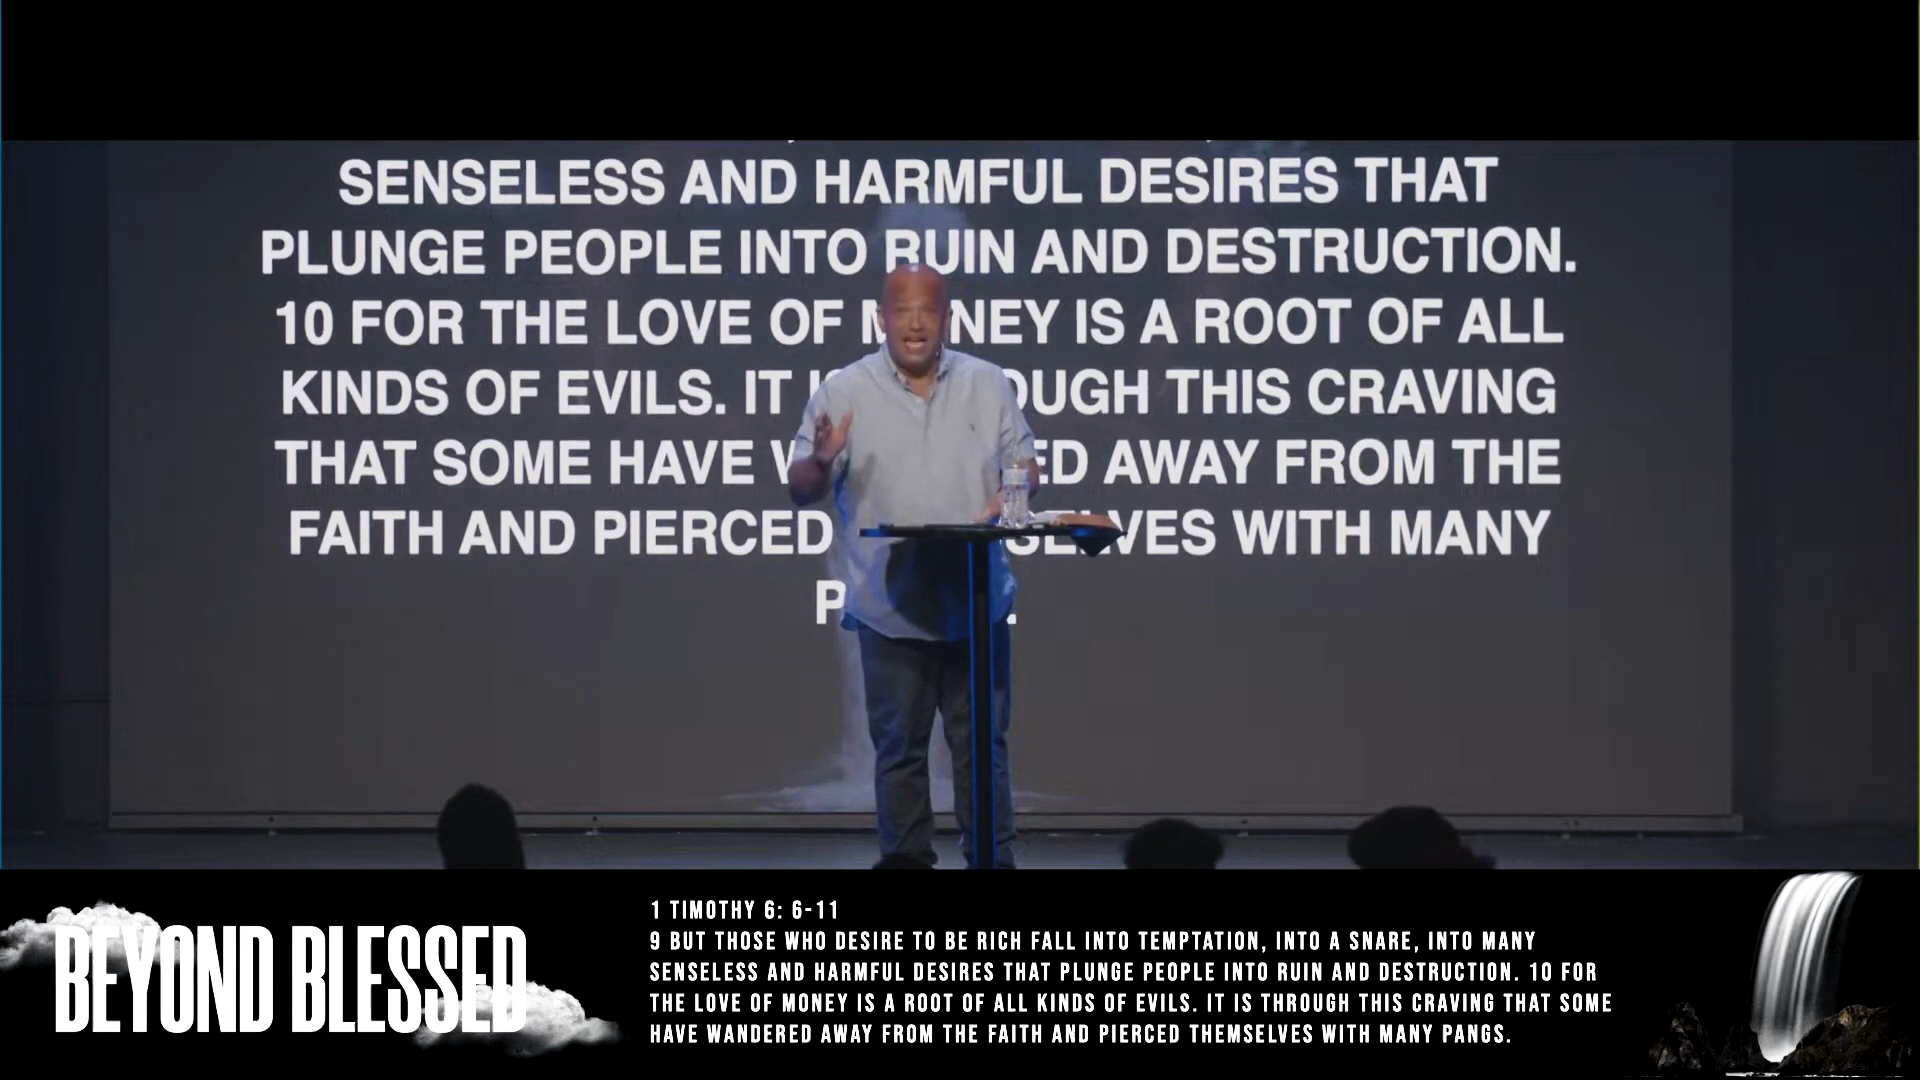 SENSELESS AND HARMFUL DESIRES THAT
PLUNGE PEOPLE INTO RUIN AND DESTRUCTION.
10 FOR THE LOVE OF MONEY IS A ROOT OF ALL
KINDS OF EVILS. IT IS THROUGH THIS CRAVING
THAT SOME HAVE WANDERED AWAY FROM THE
FAITH AND PIERCED THEMSELVES WITH MANY
BEYOND BLESSED
1 TIMOTHY 6: 6-11
9 BUT THOSE WHO DESIRE TO BE RICH FALL INTO TEMPTATION, INTO A SNARE, INTO MANY
SENSELESS AND HARMFUL DESIRES THAT PLUNGE PEOPLE INTO RUIN AND DESTRUCTION. 10 FOR
THE LOVE OF MONEY IS A ROOT OF ALL KINDS OF EVILS. IT IS THROUGH THIS CRAVING THAT SOME
HAVE WANDERED AWAY FROM THE FAITH AND PIERCED THEMSELVES WITH MANY PANGS.